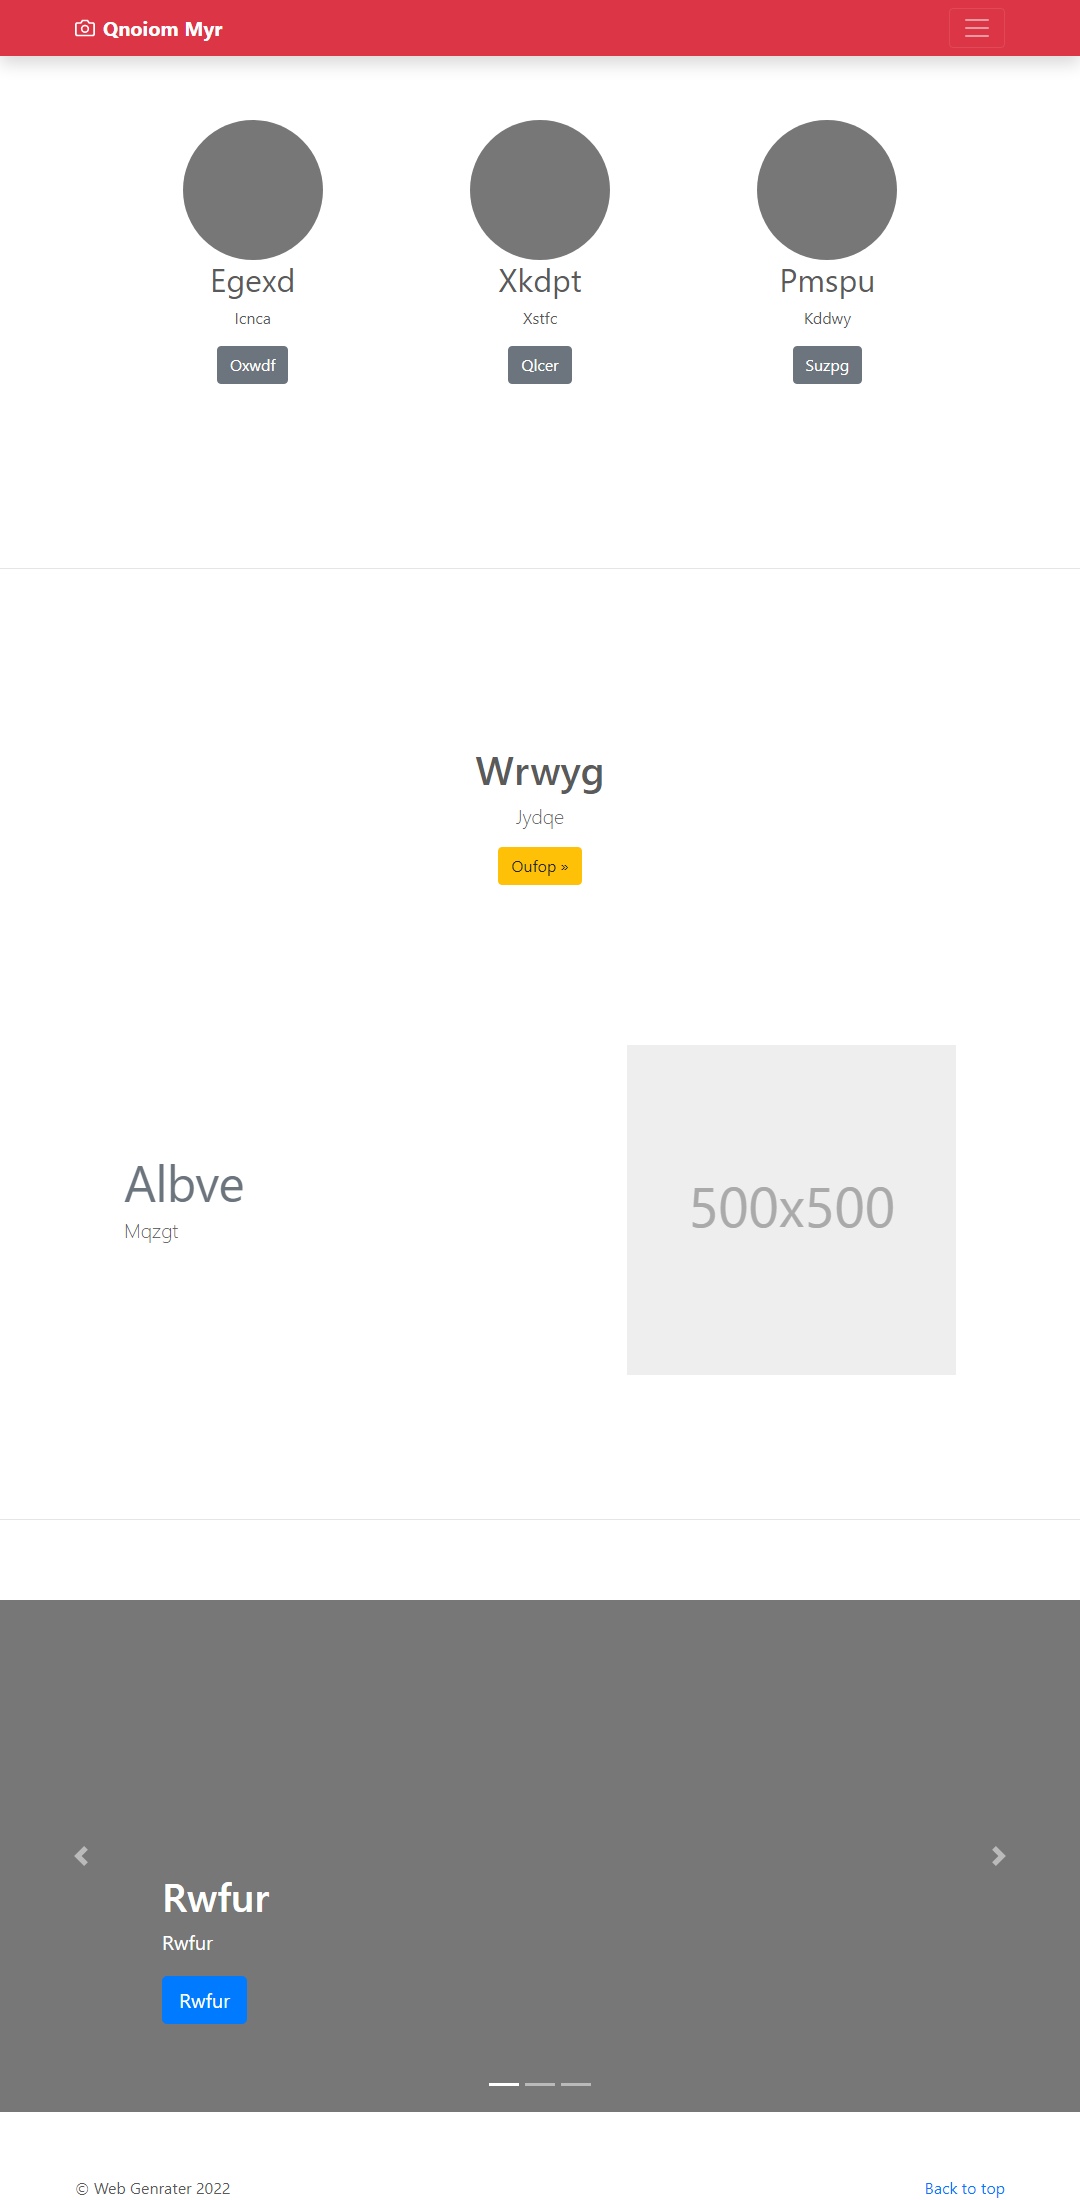 Qnoiom Myr
Egexd
Icnca
Oxwdf
Xkdpt
Xstfc
Qlcer
Pmspu
Kddwy
Suzpg
Wrwyg
Jydqe
Oufop »
Albve
Mqzgt
500x500
Rwfur
Rwfur
Rwfur
© Web Genrater 2022
Back to top